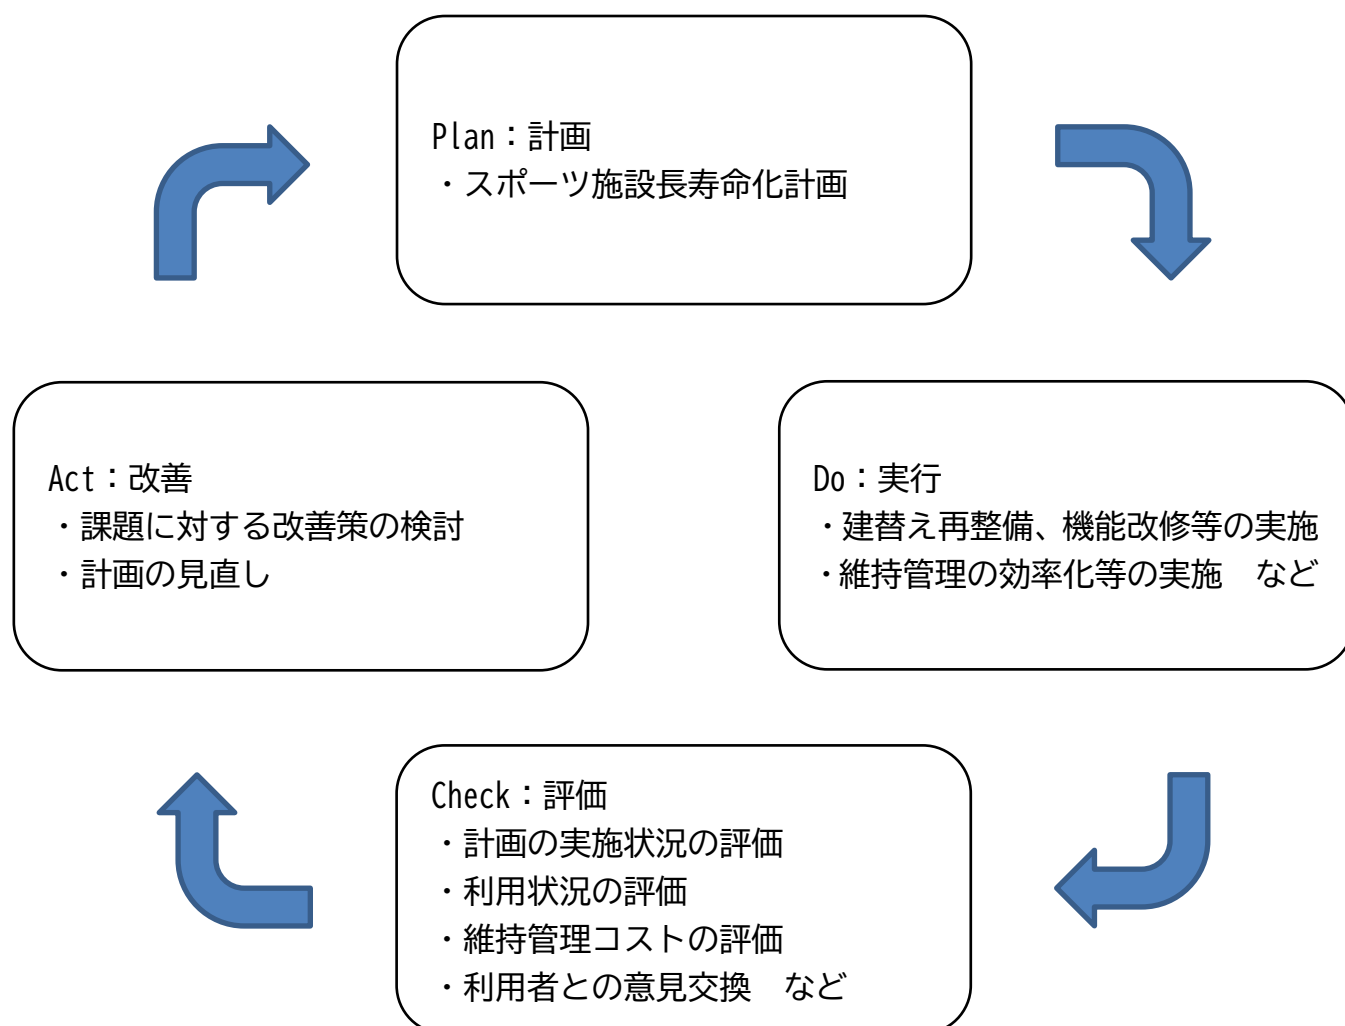 Plan：計画
・スポーツ施設長寿命化計画
Act：改善
・課題に対する改善策の検討
・計画の見直し
Do：実行
・建替え再整備、機能改修等の実施
・維持管理の効率化等の実施　など
Check：評価
・計画の実施状況の評価
・利用状況の評価
・維持管理コストの評価
・利用者との意見交換　など